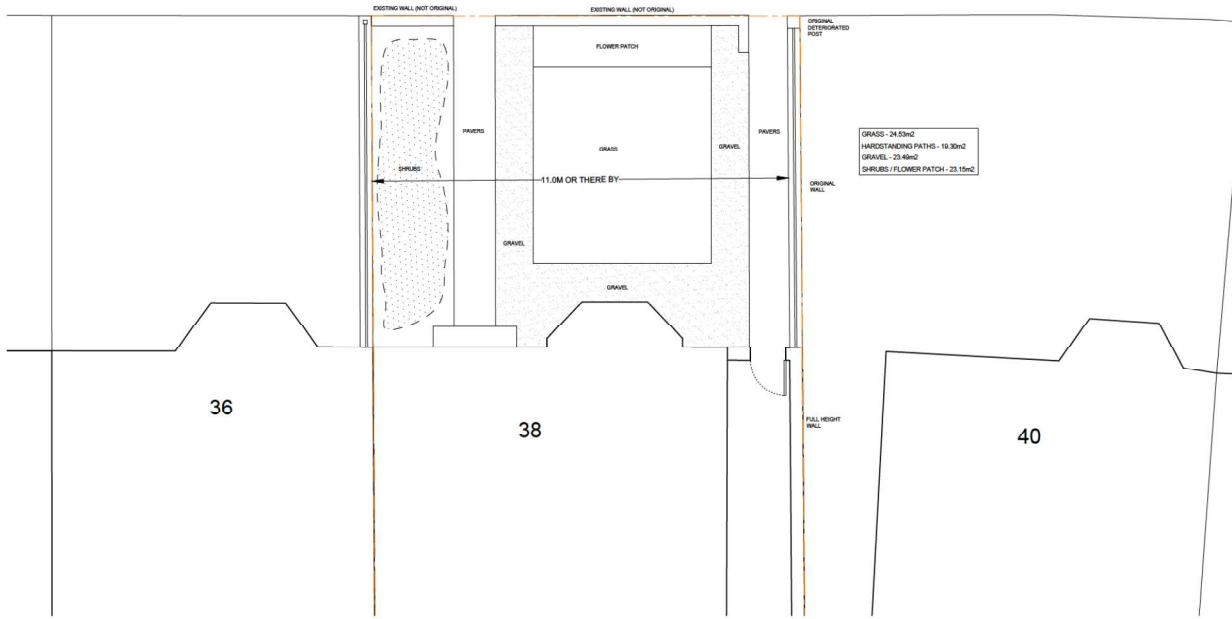 EXISTING WALL (NOT ORIGINAL)
EXISTING WALL (NOT ORIGINAL)
ORIGINAL
DETERIORATED
POST
FLOWER PATCH
PAVERS
PAVERS
GRASS
GRAVEL
GRASS - 24.53m2
HARDSTANDING PATHS - 19.30m2
GRAVEL - 23.49m2
SHRUBS / FLOWER PATCH - 23.15m2
SHRUBS
11.0M OR THERE BY
ORIGINAL
WALL
GRAVEL
GRAVEL
36
38
40
FULL HEIGHT
WALL